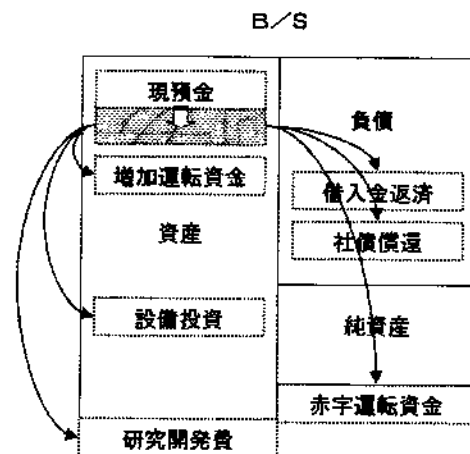 B/S
現預金
増加運転資金
資産
設備投資
研究開発費
負債
借入金返済
社債償還
純資産
赤字運転資金